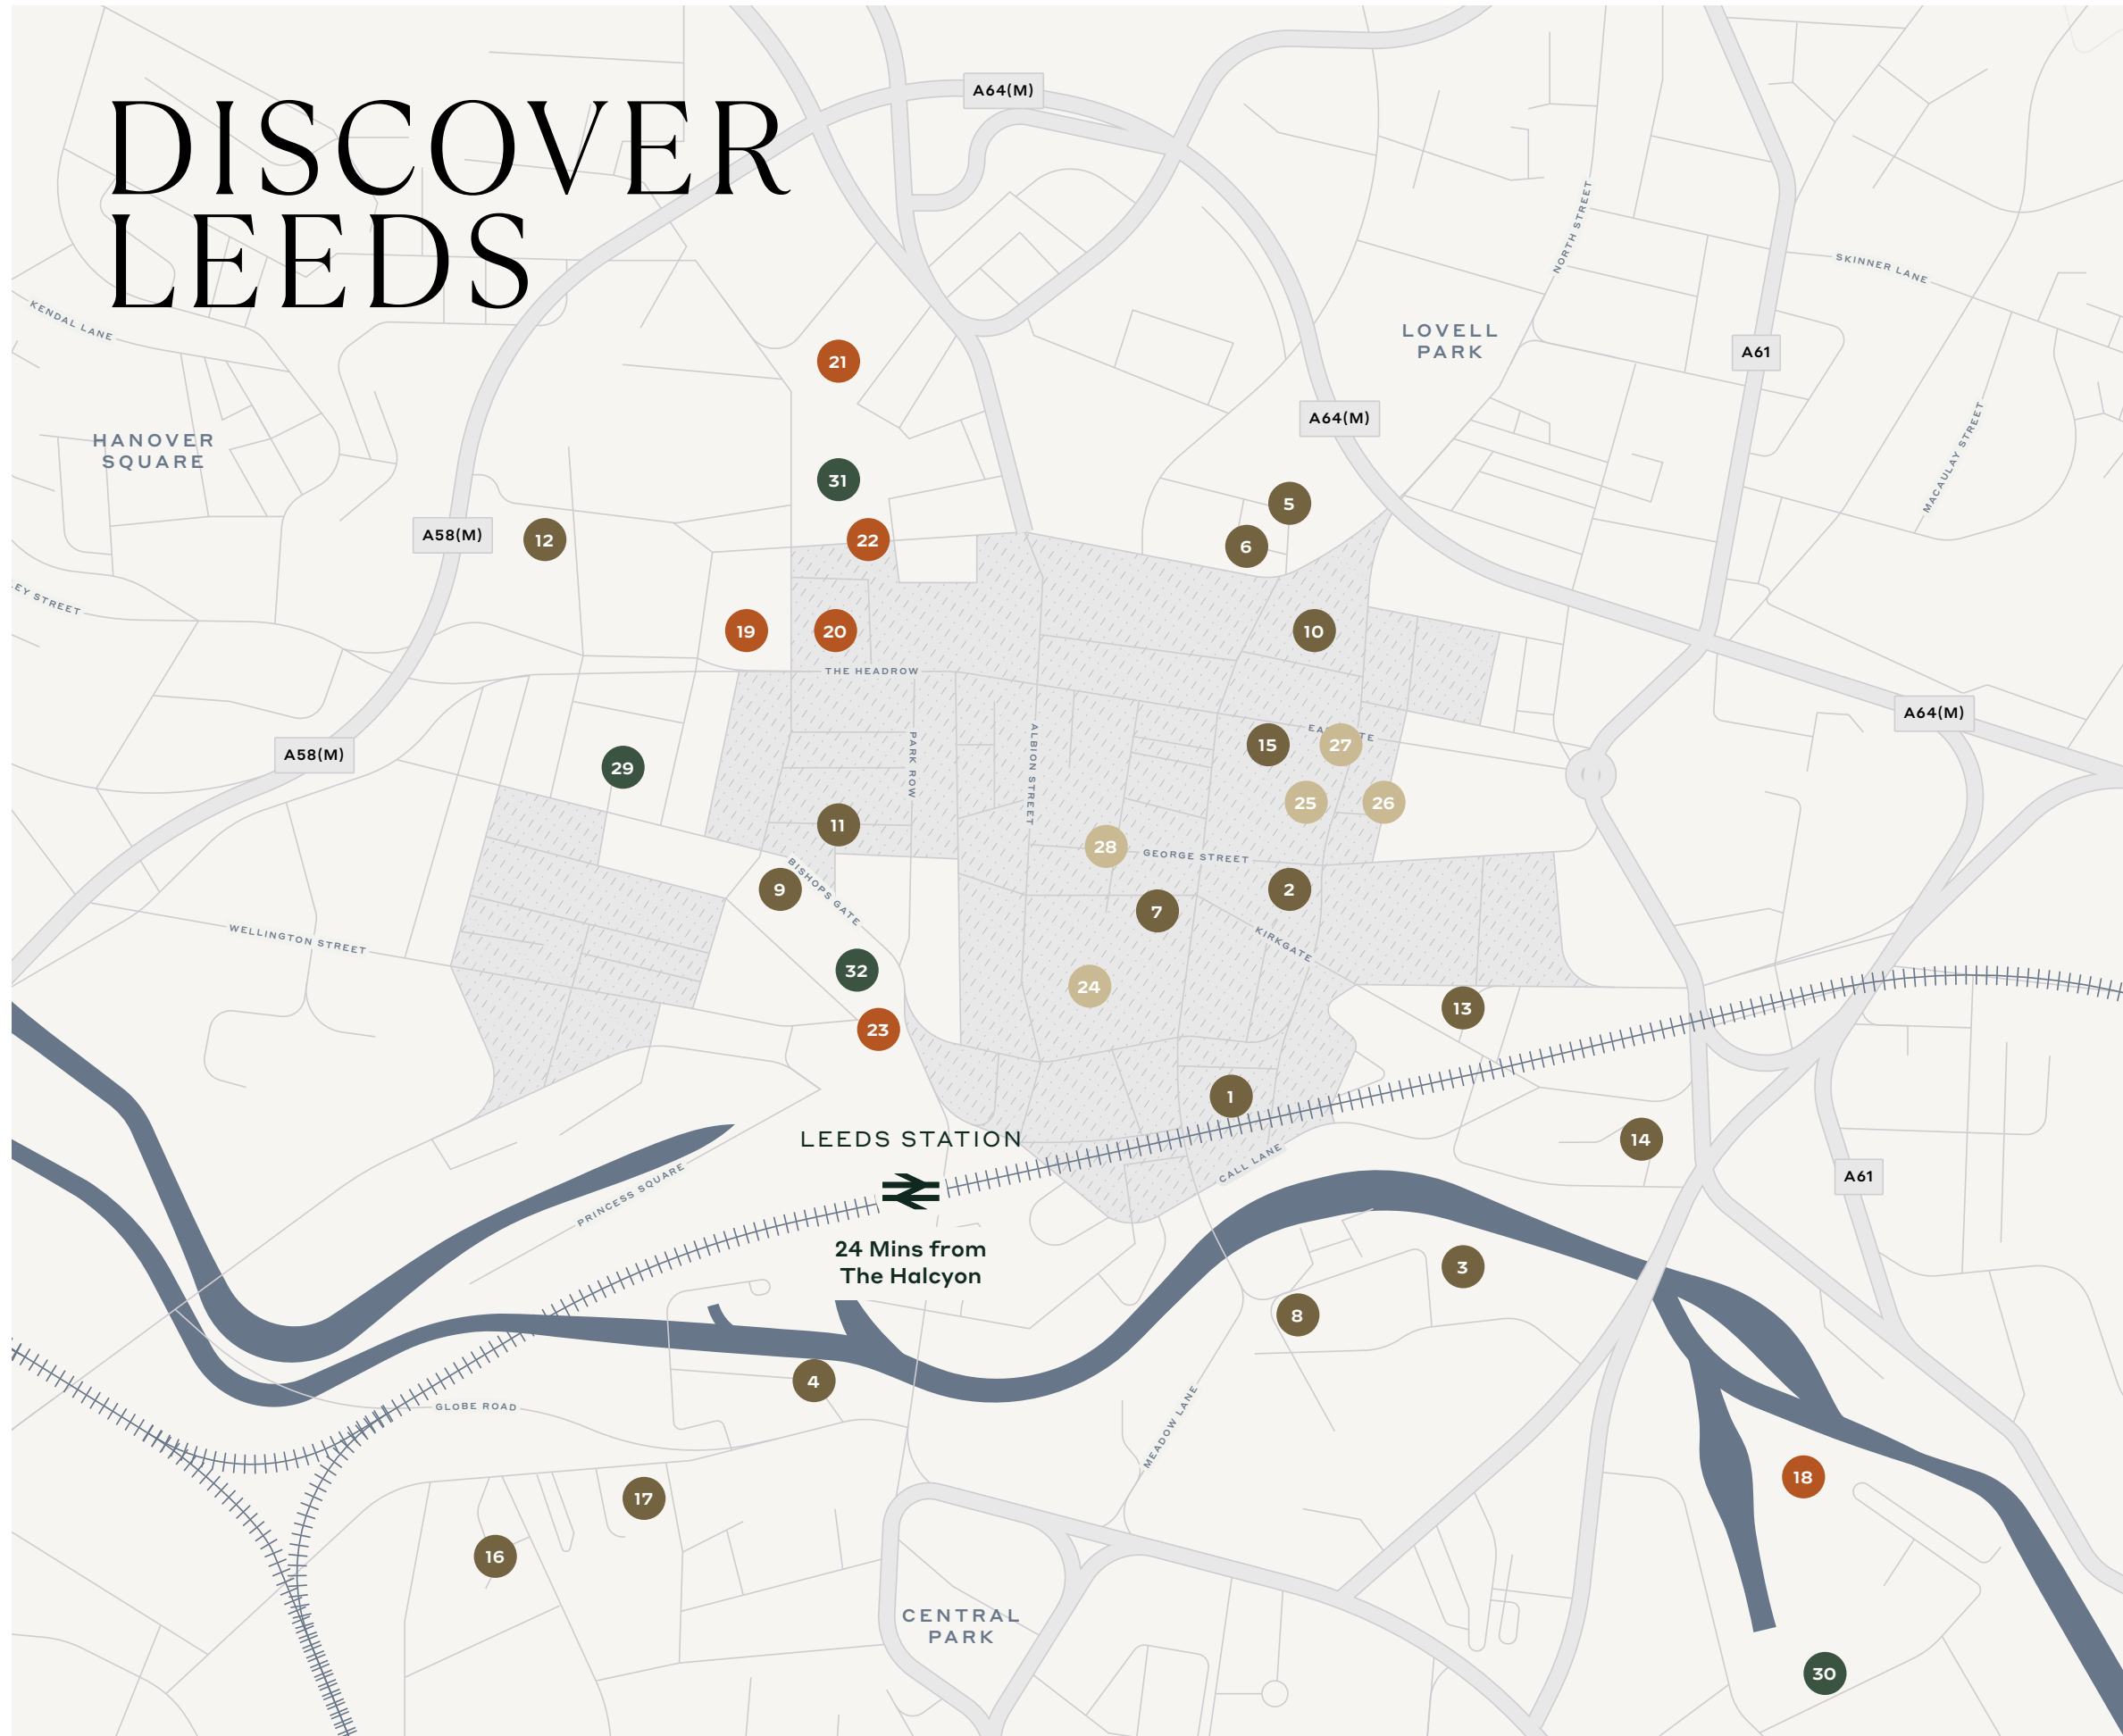 DISCOVER
LEEDS
A64(M)
NORTH STREET
SKINNER LANE
KENDAL LANE
LOVELL
PARK
A61
21
A64(M)
MACAULAY STREET
HANOVER
SQUARE
31
5
A58(M)
12
22
6
EY STREET
19
20
10
THE HEADROW
A64(M)
A58(M)
PARK ROW
ALBION STREET
15
27
29
25
26
11
28
GEORGE STREET
BISHOPS GATE
9
2
7
WELLINGTON STREET
KIRKGATE
32
24
13
23
1
LEEDS STATION
14
CALL LANE
A61
PRINCESS SQUARE
24 Mins from
The Halcyon
3
8
4
GLOBE ROAD
MEADOW LANE
18
17
16
CENTRAL
PARK
30